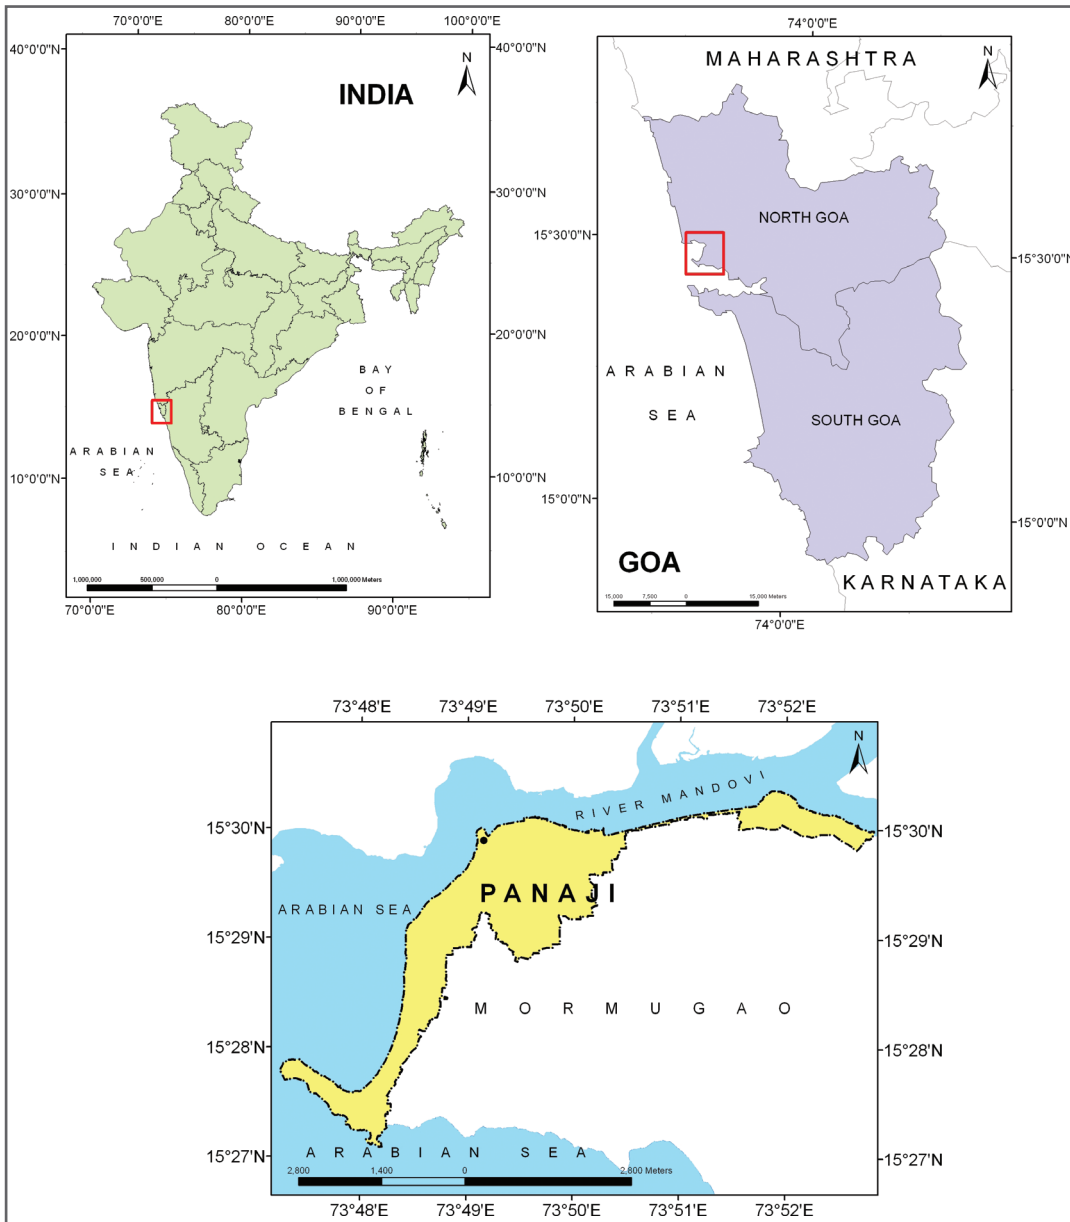 70°0'0"E 80°0'0"E 90°0'0"E 100°0'0"E
40°0'0"N
40°0'0"N
N
INDIA
30°0'0"N
30°0'0"N
20°0'0"N
20°0'0"N
BAY
OF
BENGAL
ARABIAN
SEA
10°0'0"N
10°0'0"N
INDIAN OCEAN
1,000,000 500,000 0 1,000,000 Meters
70°0'0"E 80°0'0"E 90°0'0"E
74°0'0"E
MAHARASHTRA
N
NORTH GOA
15°30'0"N
15°30'0"N
ARABIAN
SEA
SOUTH GOA
15°0'0"N
15°0'0"N
GOA
KARNATAKA
15,000 7,500 0 15,000 Meters
74°0'0"E
73°48'E 73°49'E 73°50'E 73°51'E 73°52'E
N
RIVER MANDOVI
15°30'N
15°30'N
PANAJI
ARABIAN SEA
15°29'N
15°29'N
MORMUGAO
15°28'N
15°28'N
ARABIAN SEA
15°27'N
15°27'N
2,800 1,400 0 2,800 Meters
73°48'E 73°49'E 73°50'E 73°51'E 73°52'E